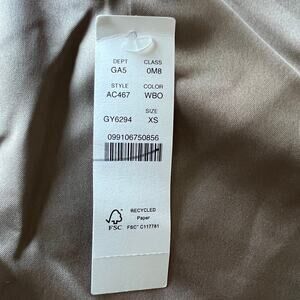 DEPT CLASS
GA5 0M8
STYLE COLOR
AC467 WBO
SIZE
GY6294 XS
099106750856
RECYCLED
Paper
FSC FSC® C117781